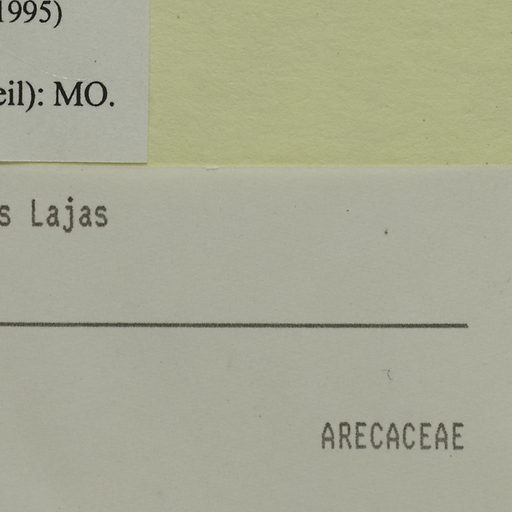 1995)
eil): MO.
s Lajas
ARECACEAE